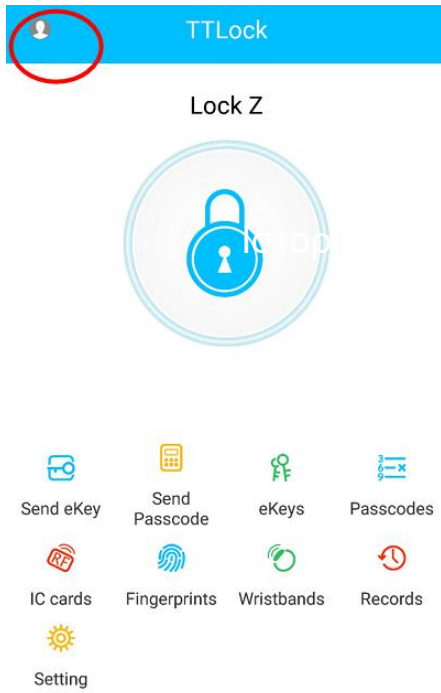 TTLock
Lock Z
Send eKey
Send
Passcode
eKeys
Passcodes
IC cards
Fingerprints
Wristbands
Records
Setting